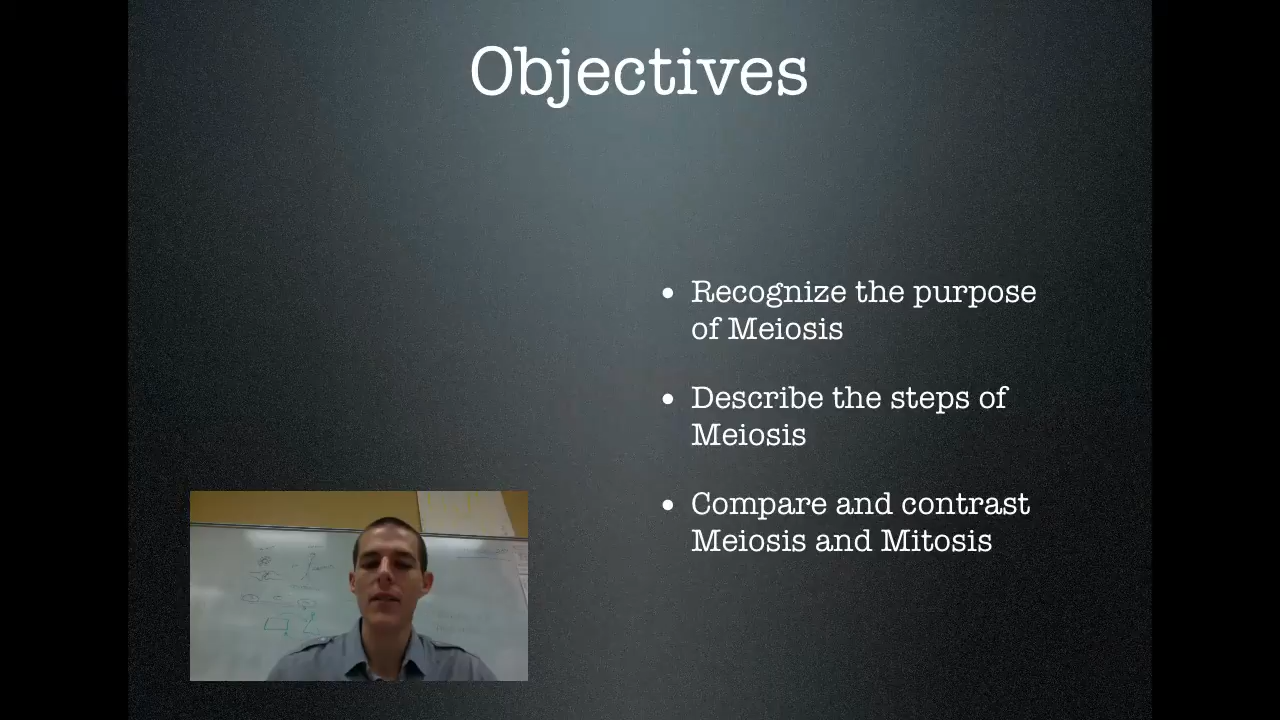 Objectives
• Recognize the purpose
of Meiosis
• Describe the steps of
Meiosis
• Compare and contrast
Meiosis and Mitosis